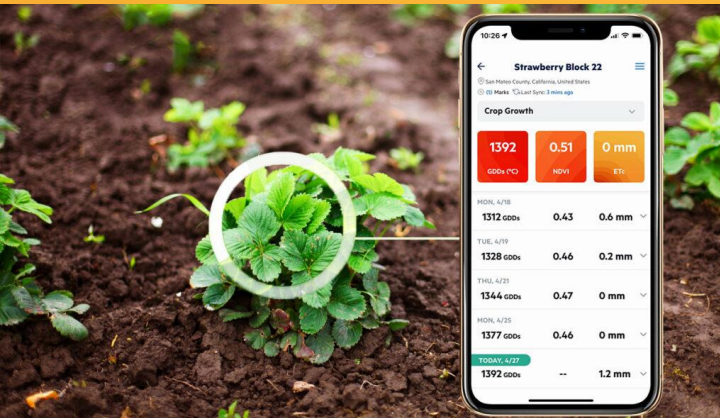 10:26
Strawberry Block 22
San Mateo County, California, United States
(1) Marks Last Sync: 3 mins ago
Crop Growth
1392 0.51 0 mm
GDDs (°C) NDVI ETc
MON, 4/18
1312 GDDs 0.43 0.6 mm
TUE, 4/19
1328 GDDs 0.46 0.2 mm
THU, 4/21
1344 GDDs 0.47 0 mm
MON, 4/25
1377 GDDs 0.46 0 mm
TODAY, 4/27
1392 GDDs -- 1.2 mm